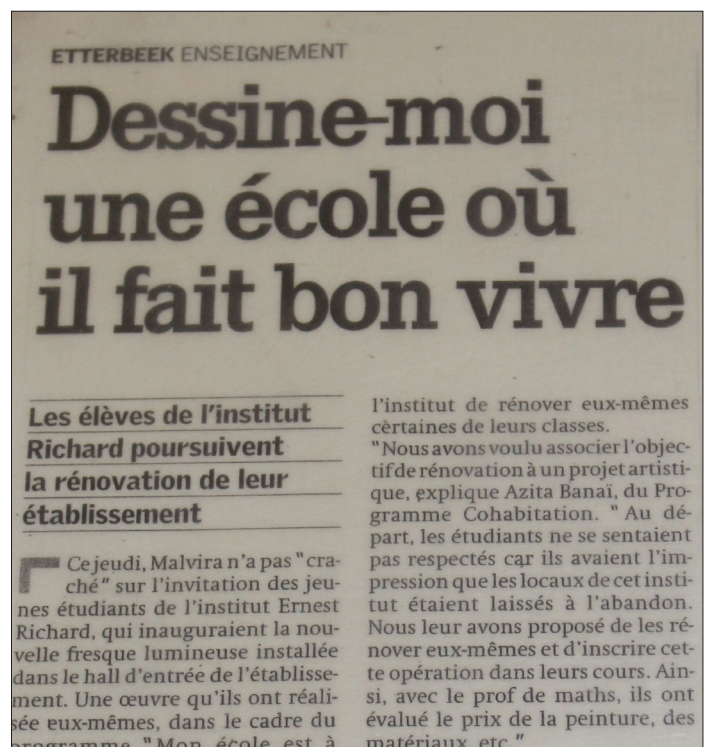 ETTERBEEK ENSEIGNEMENT
Dessine-moi
une école où
il fait bon vivre
Les élèves de l'institut
Richard poursuivent
la rénovation de leur
établissement
Ce jeudi, Malvira n'a pas "cra-
ché" sur l'invitation des jeu-
nes étudiants de l'institut Ernest
Richard, qui inauguraient la nou-
velle fresque lumineuse installée
dans le hall d'entrée de l'établisse-
ment. Une œuvre qu'ils ont réali-
sée eux-mêmes, dans le cadre du
programme "Mon école est à
l'institut de rénover eux-mêmes
certaines de leurs classes.
"Nous avons voulu associer l'objec-
tif de rénovation à un projet artisti-
que, explique Azita Banaï, du Pro-
gramme Cohabitation. "Au dé-
part, les étudiants ne se sentaient
pas respectés car ils avaient l'im-
pression que les locaux de cet insti-
tut étaient laissés à l'abandon.
Nous leur avons proposé de les ré-
nover eux-mêmes et d'inscrire cet-
te opération dans leurs cours. Ain-
si, avec le prof de maths, ils ont
évalué le prix de la peinture, des
matériaux, etc."